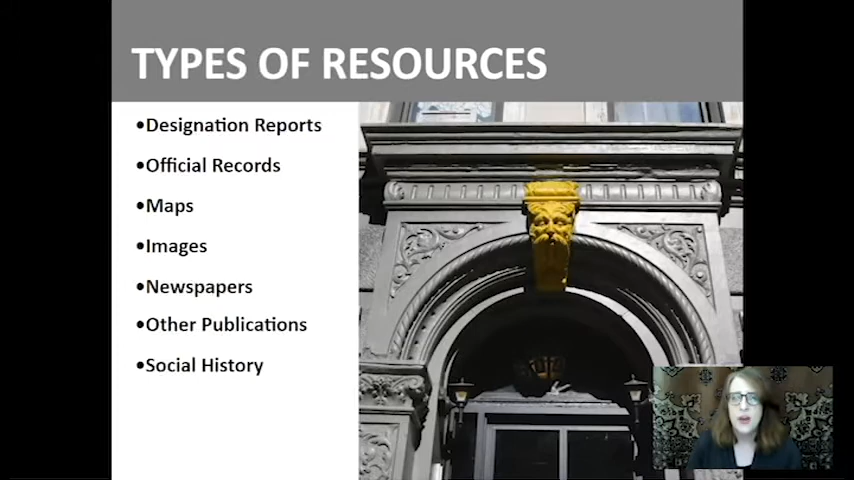 TYPES OF RESOURCES
•Designation Reports
•Official Records
•Maps
•Images
•Newspapers
•Other Publications
•Social History